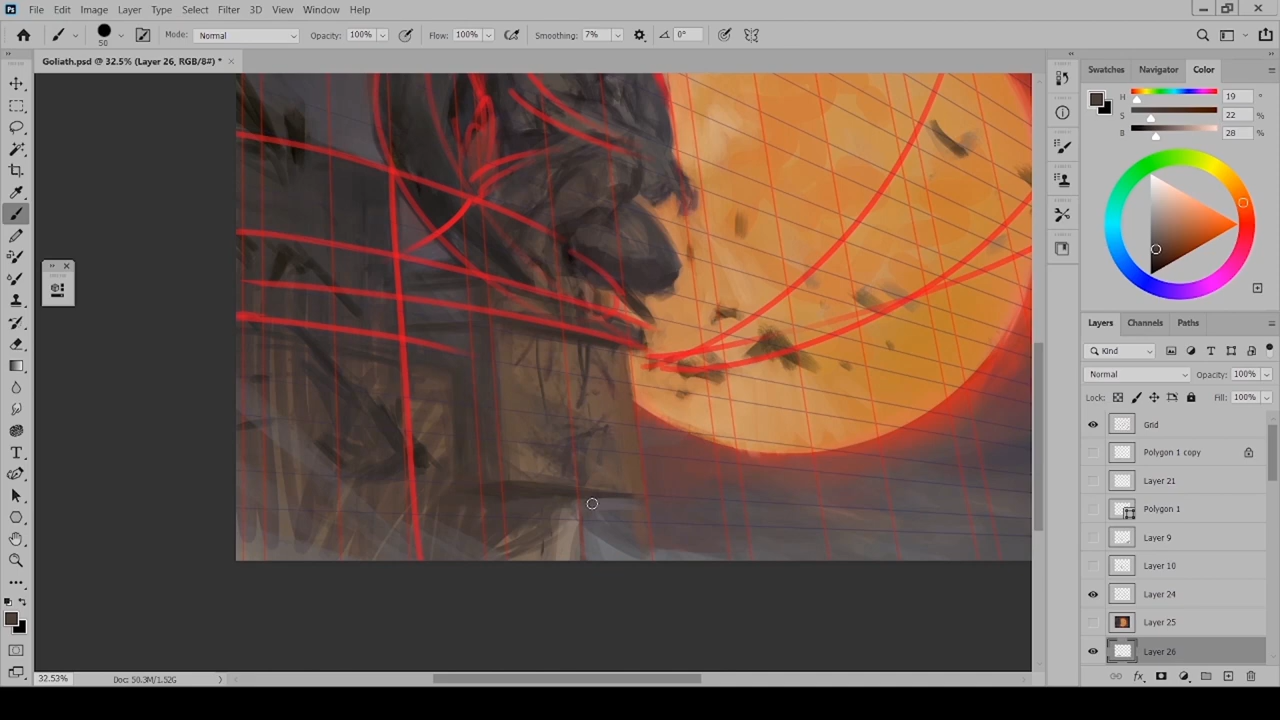 Ps File Edit Image Layer Type Select Filter 3D View Window Help
50 Mode: Normal Opacity: 100% Flow: 100% Smoothing: 7% 0°
Goliath.psd @ 32.5% (Layer 26, RGB/8#) *
Swatches Navigator Color
H 19 °
S 22 %
B 28 %
Layers Channels Paths
Kind
Normal Opacity: 100%
Lock: Fill: 100%
Grid
Polygon 1 copy
Layer 21
Polygon 1
Layer 9
Layer 10
Layer 24
Layer 25
Layer 26
fx
32.53% Doc: 50.3M/1.52G